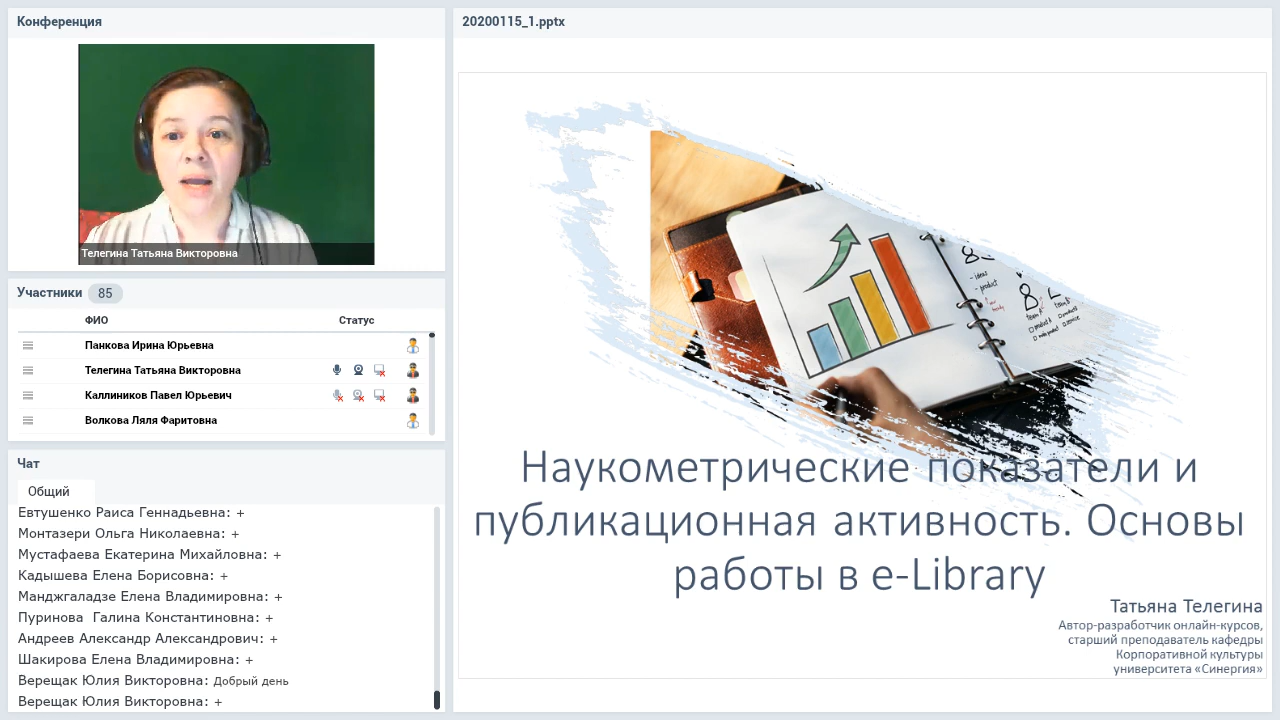 Конференция
Телегина Татьяна Викторовна
Участники 85
ФИО Статус
Панкова Ирина Юрьевна
Телегина Татьяна Викторовна
Каллиников Павел Юрьевич
Волкова Ляля Фаритовна
Чат
Общий
Евтушенко Раиса Геннадьевна: +
Монтазери Ольга Николаевна: +
Мустафаева Екатерина Михайловна: +
Кадышева Елена Борисовна: +
Манджгаладзе Елена Владимировна: +
Пуринова  Галина Константиновна: +
Андреев Александр Александрович: +
Шакирова Елена Владимировна: +
Верещак Юлия Викторовна: Добрый день
Верещак Юлия Викторовна: +
20200115_1.pptx
- ideas
- product
Наукометрические показатели и
публикационная активность. Основы
работы в e-Library
Татьяна Телегина
Автор-разработчик онлайн-курсов,
старший преподаватель кафедры
Корпоративной культуры
университета «Синергия»